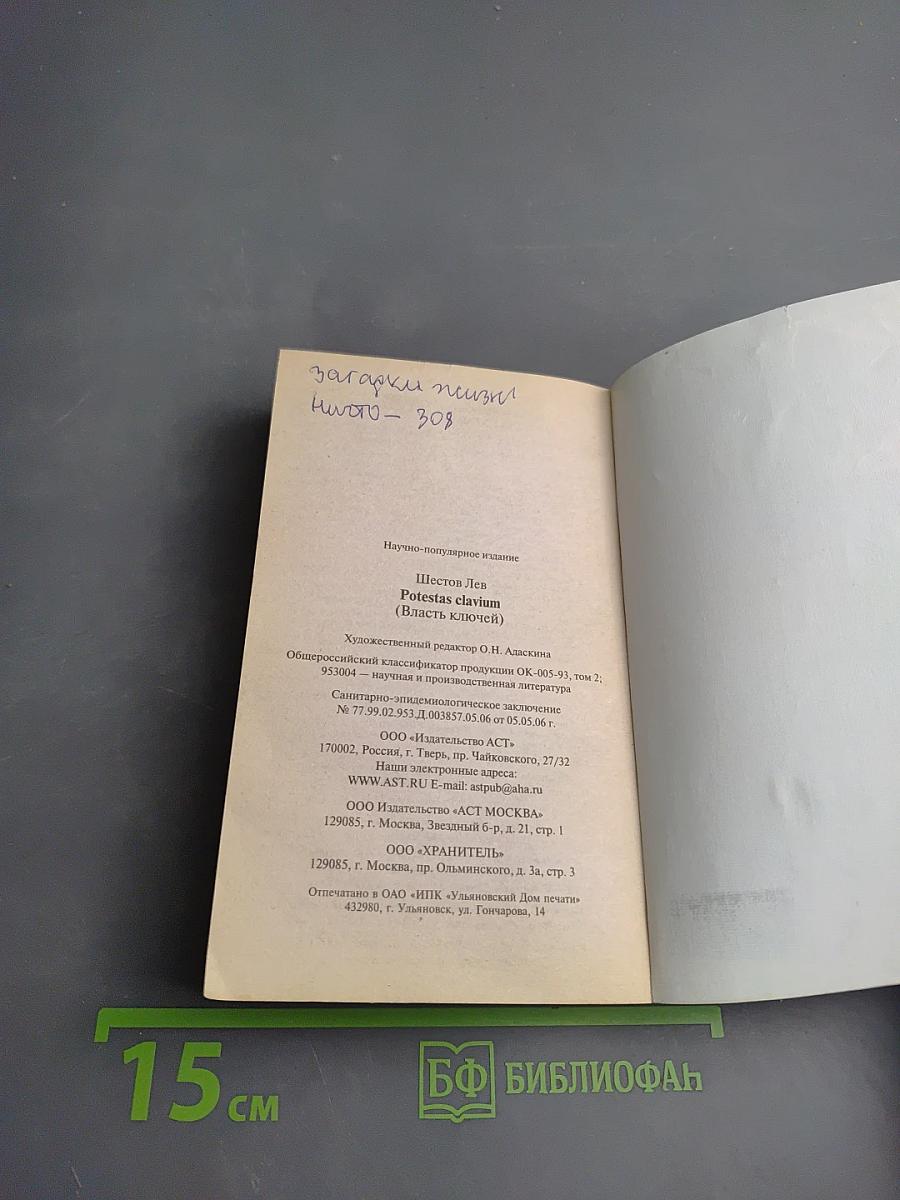 Загадки жизни
Ничто — 308
Научно-популярное издание
Шестов Лев
Potestas clavium
(Власть ключей)
Художественный редактор О.Н. Адаскина
Общероссийский классификатор продукции ОК-005-93, том 2;
953004 — научная и производственная литература
Санитарно-эпидемиологическое заключение
№ 77.99.02.953.Д.003857.05.06 от 05.05.06 г.
ООО «Издательство АСТ»
170002, Россия, г. Тверь, пр. Чайковского, 27/32
Наши электронные адреса:
WWW.AST.RU E-mail: astpub@aha.ru
ООО Издательство «АСТ МОСКВА»
129085, г. Москва, Звездный б-р, д. 21, стр. 1
ООО «ХРАНИТЕЛЬ»
129085, г. Москва, пр. Ольминского, д. 3а, стр. 3
Отпечатано в ОАО «ИПК «Ульяновский Дом печати»
432980, г. Ульяновск, ул. Гончарова, 14
15 см
БФ БИБЛИОФАН